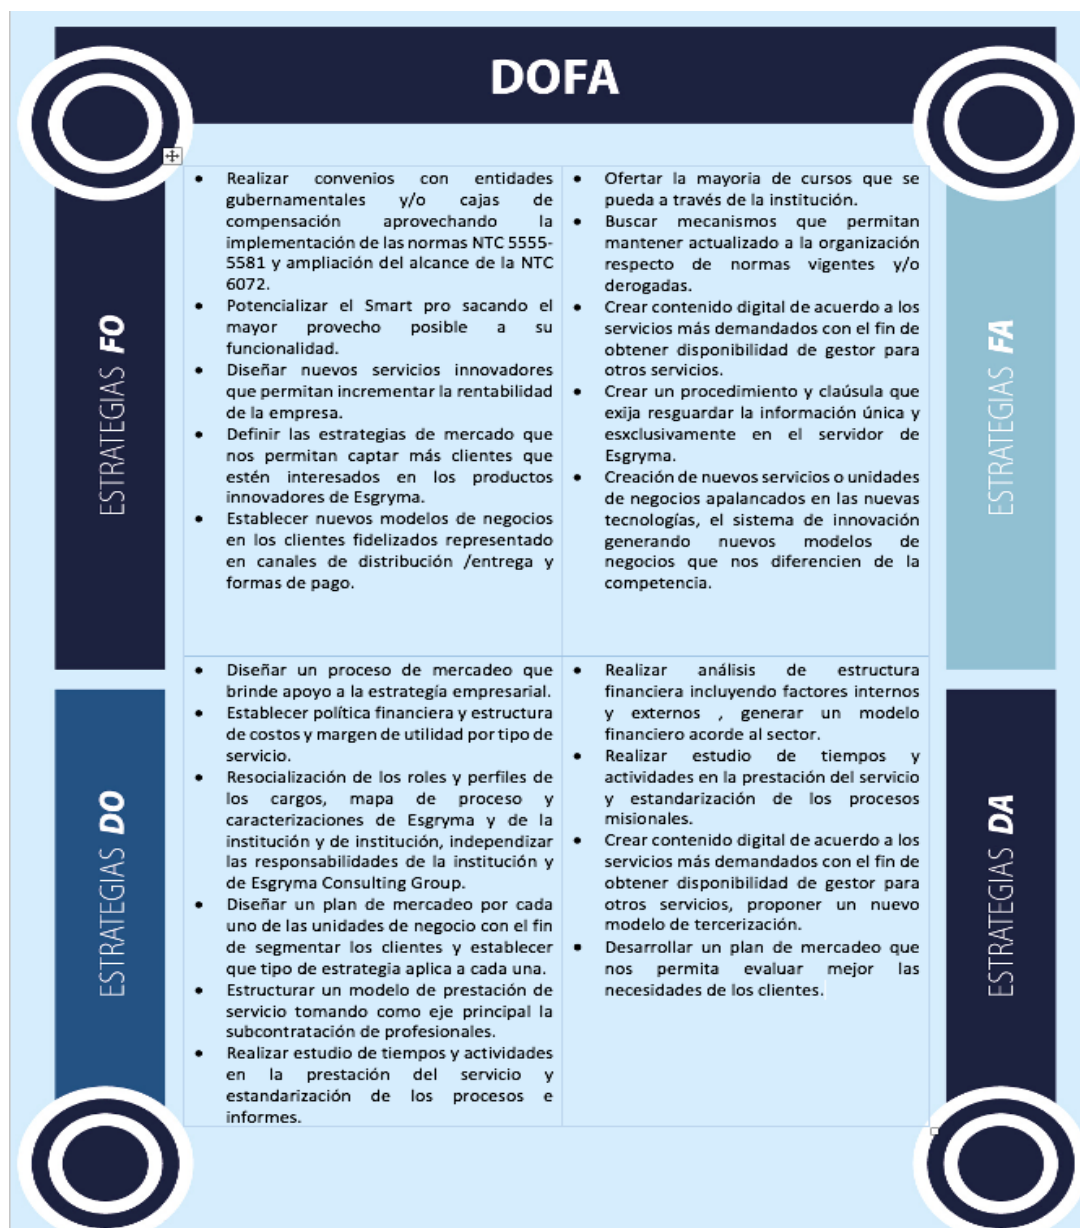 DOFA
ESTRATEGIAS FO
• Realizar convenios con entidades
gubernamentales y/o cajas de
compensación aprovechando la
implementación de las normas NTC 5555-
5581 y ampliación del alcance de la NTC
6072.
• Potencializar el Smart pro sacando el
mayor provecho posible a su
funcionalidad.
• Diseñar nuevos servicios innovadores
que permitan incrementar la rentabilidad
de la empresa.
• Definir las estrategias de mercado que
nos permitan captar más clientes que
estén interesados en los productos
innovadores de Esgryma.
• Establecer nuevos modelos de negocios
en los clientes fidelizados representado
en canales de distribución /entrega y
formas de pago.
• Ofertar la mayoria de cursos que se
pueda a través de la institución.
• Buscar mecanismos que permitan
mantener actualizado a la organización
respecto de normas vigentes y/o
derogadas.
• Crear contenido digital de acuerdo a los
servicios más demandados con el fin de
obtener disponibilidad de gestor para
otros servicios.
• Crear un procedimiento y claúsula que
exija resguardar la información única y
esxclusivamente en el servidor de
Esgryma.
• Creación de nuevos servicios o unidades
de negocios apalancados en las nuevas
tecnologías, el sistema de innovación
generando nuevos modelos de
negocios que nos diferencien de la
competencia.
ESTRATEGIAS FA
ESTRATEGIAS DO
• Diseñar un proceso de mercadeo que
brinde apoyo a la estrategía empresarial.
• Establecer política financiera y estructura
de costos y margen de utilidad por tipo de
servicio.
• Resocialización de los roles y perfiles de
los cargos, mapa de proceso y
caracterizaciones de Esgryma y de la
institución y de institución, independizar
las responsabilidades de la institución y
de Esgryma Consulting Group.
• Diseñar un plan de mercadeo por cada
uno de las unidades de negocio con el fin
de segmentar los clientes y establecer
que tipo de estrategia aplica a cada una.
• Estructurar un modelo de prestación de
servicio tomando como eje principal la
subcontratación de profesionales.
• Realizar estudio de tiempos y actividades
en la prestación del servicio y
estandarización de los procesos e
informes.
• Realizar análisis de estructura
financiera incluyendo factores internos
y externos , generar un modelo
financiero acorde al sector.
• Realizar estudio de tiempos y
actividades en la prestación del servicio
y estandarización de los procesos
misionales.
• Crear contenido digital de acuerdo a los
servicios más demandados con el fin de
obtener disponibilidad de gestor para
otros servicios, proponer un nuevo
modelo de tercerización.
• Desarrollar un plan de mercadeo que
nos permita evaluar mejor las
necesidades de los clientes.
ESTRATEGIAS DA